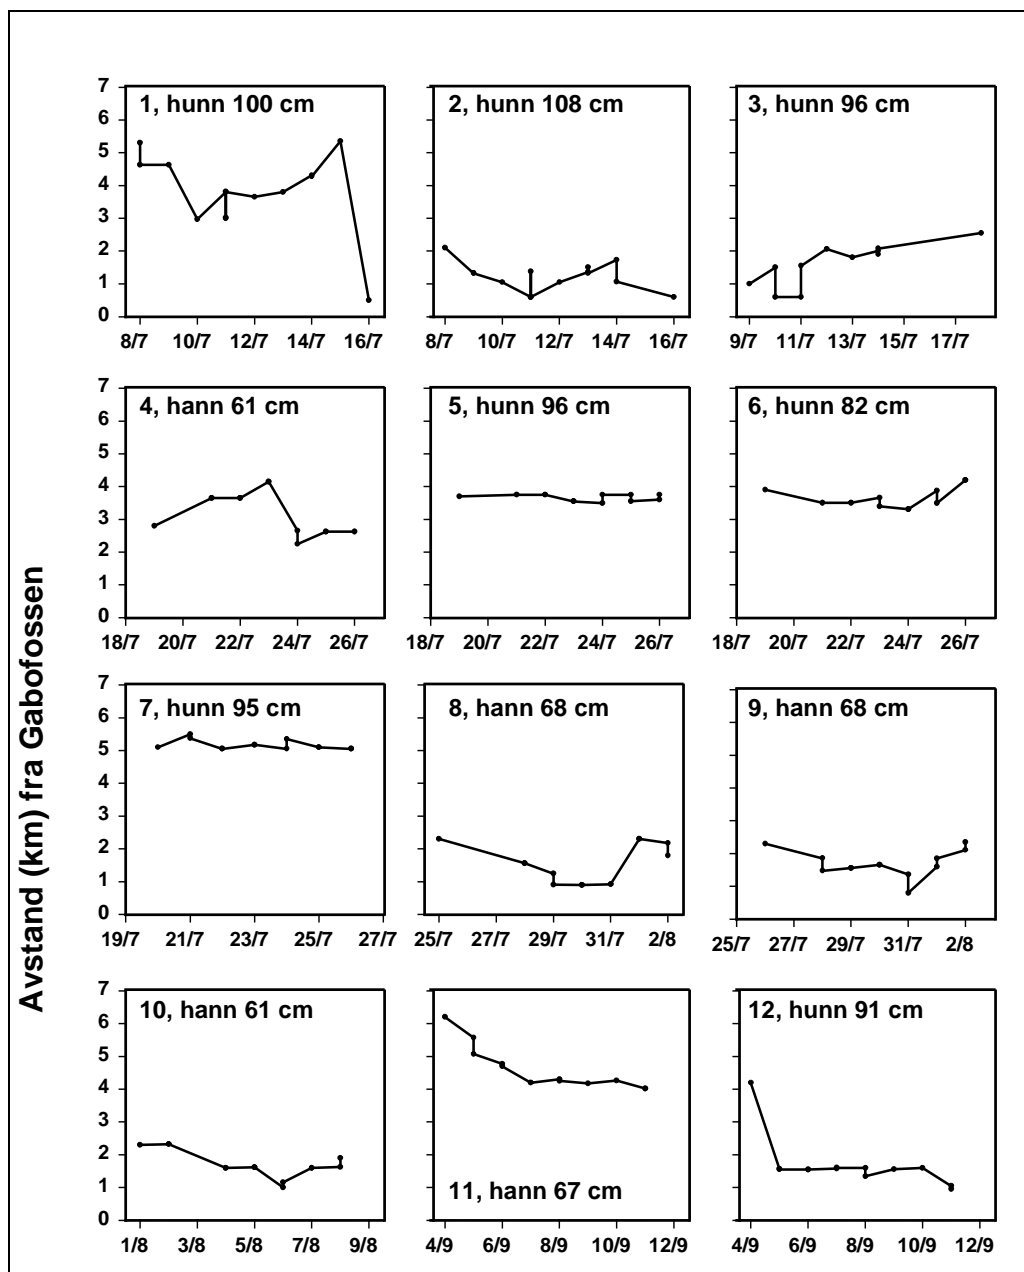 Avstand (km) fra Gabofossen
7
6
5
4
3
2
1
0
1, hunn 100 cm
8/7 10/7 12/7 14/7 16/7
2, hunn 108 cm
8/7 10/7 12/7 14/7 16/7
3, hunn 96 cm
9/7 11/7 13/7 15/7 17/7
7
6
5
4
3
2
1
0
4, hann 61 cm
18/7 20/7 22/7 24/7 26/7
5, hunn 96 cm
18/7 20/7 22/7 24/7 26/7
6, hunn 82 cm
18/7 20/7 22/7 24/7 26/7
7
6
5
4
3
2
1
0
7, hunn 95 cm
19/7 21/7 23/7 25/7 27/7
8, hann 68 cm
25/7 27/7 29/7 31/7 2/8
9, hann 68 cm
25/7 27/7 29/7 31/7 2/8
7
6
5
4
3
2
1
0
10, hann 61 cm
1/8 3/8 5/8 7/8 9/8
11, hann 67 cm
4/9 6/9 8/9 10/9 12/9
12, hunn 91 cm
4/9 6/9 8/9 10/9 12/9